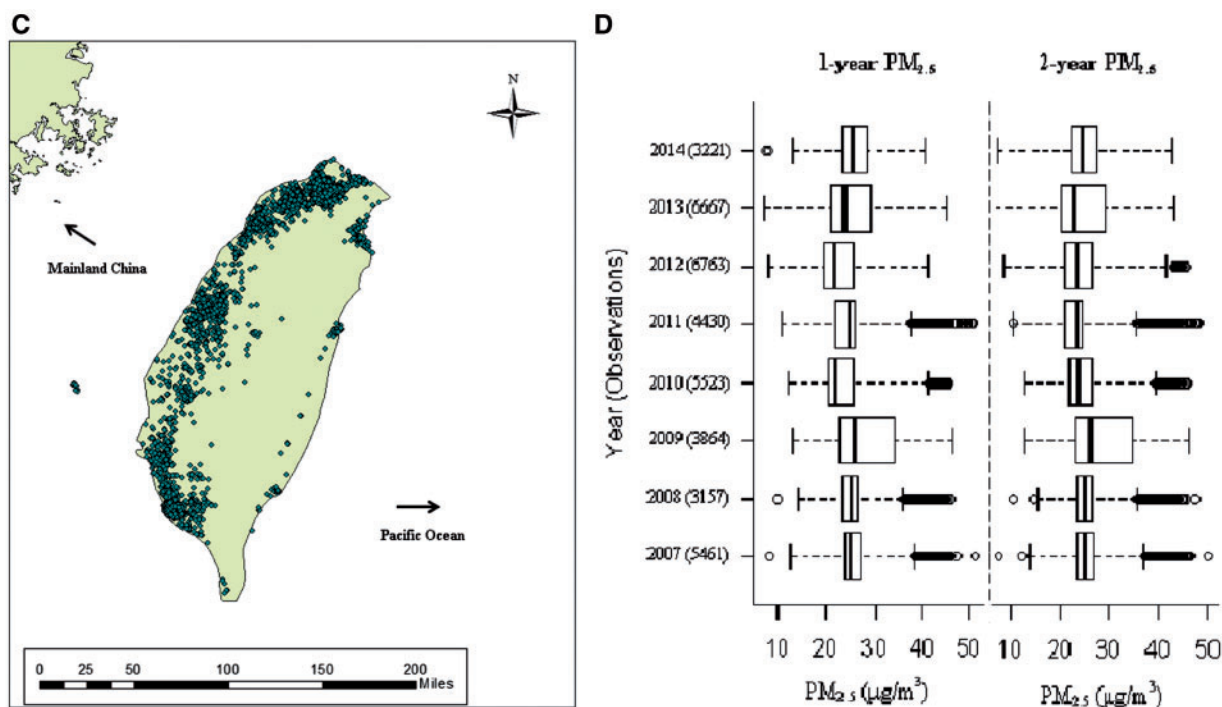 C
N
Mainland China
Pacific Ocean
0 25 50 100 150 200
Miles
D
1-year PM2.5
2-year PM2.5
Year (Observations)
2014 (3221)
2013 (6667)
2012 (6763)
2011 (4430)
2010 (5523)
2009 (3864)
2008 (3157)
2007 (5461)
10 20 30 40 50
10 20 30 40 50
PM2.5 (µg/m³)
PM2.5 (µg/m³)